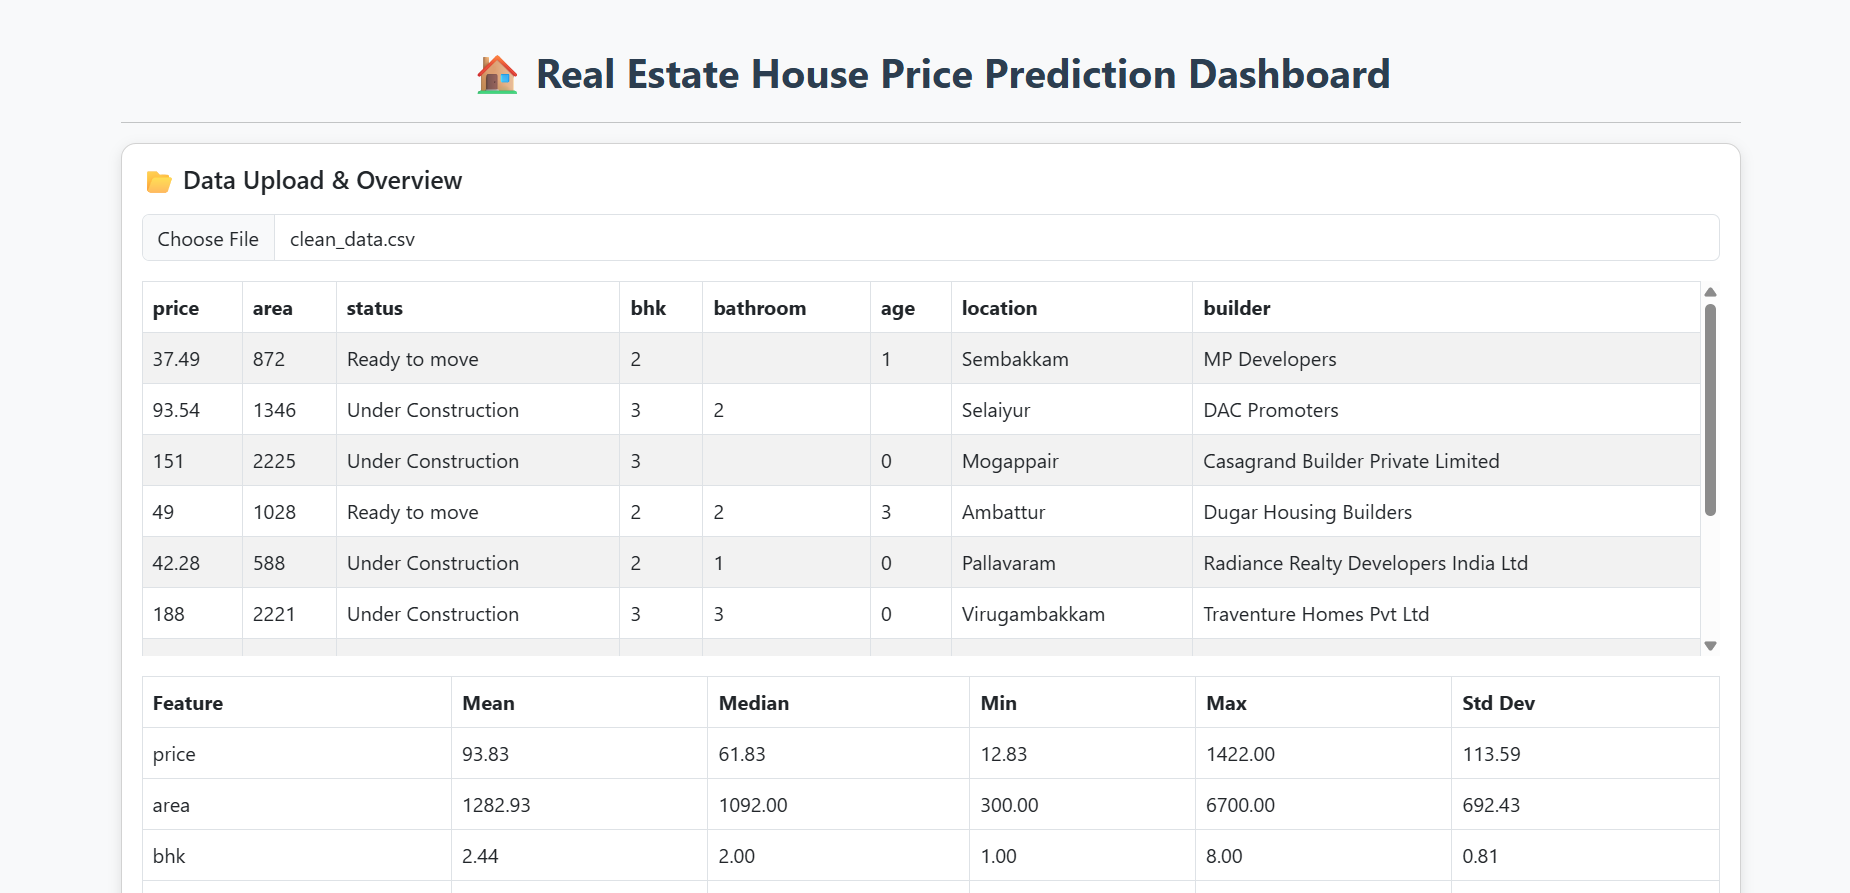 Real Estate House Price Prediction Dashboard
Data Upload & Overview
Choose File clean_data.csv
price area status bhk bathroom age location builder
37.49 872 Ready to move 2 1 Sembakkam MP Developers
93.54 1346 Under Construction 3 2 Selaiyur DAC Promoters
151 2225 Under Construction 3 0 Mogappair Casagrand Builder Private Limited
49 1028 Ready to move 2 2 3 Ambattur Dugar Housing Builders
42.28 588 Under Construction 2 1 0 Pallavaram Radiance Realty Developers India Ltd
188 2221 Under Construction 3 3 0 Virugambakkam Traventure Homes Pvt Ltd
Feature Mean Median Min Max Std Dev
price 93.83 61.83 12.83 1422.00 113.59
area 1282.93 1092.00 300.00 6700.00 692.43
bhk 2.44 2.00 1.00 8.00 0.81